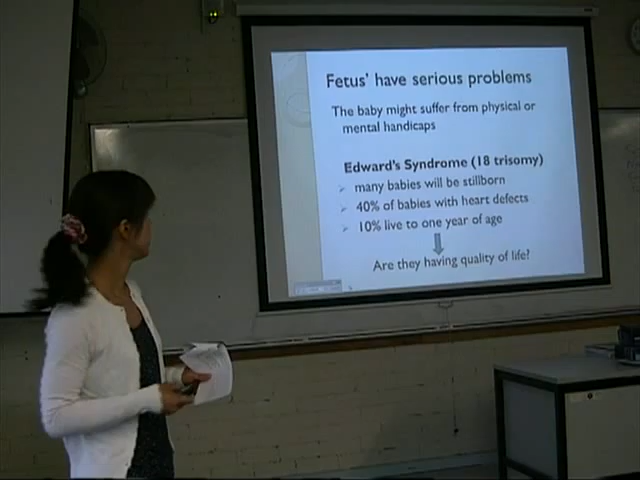 Fetus' have serious problems
The baby might suffer from physical or
mental handicaps
Edward's Syndrome (18 trisomy)
many babies will be stillborn
40% of babies with heart defects
10% live to one year of age
Are they having quality of life?